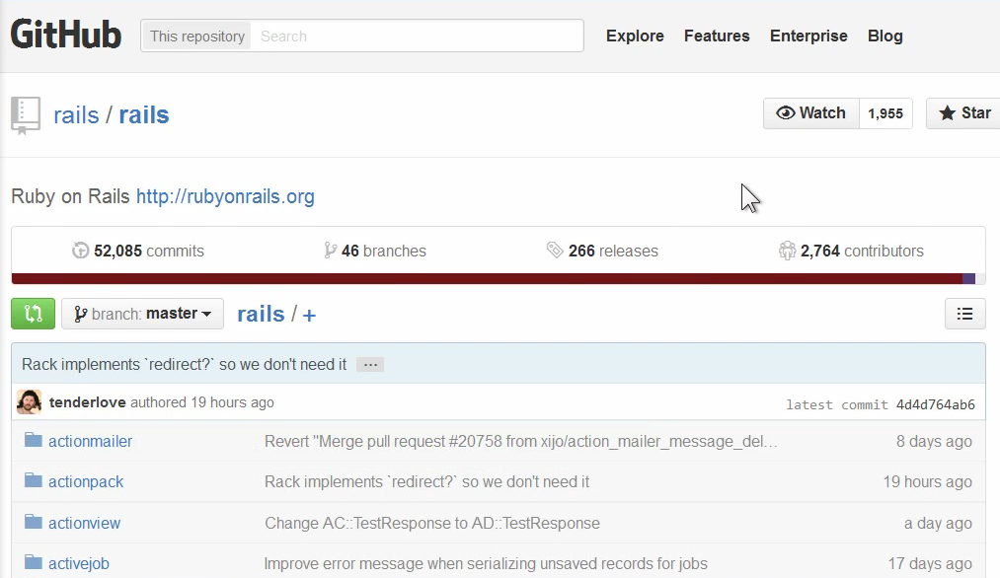 GitHub This repository Search Explore Features Enterprise Blog
rails / rails Watch 1,955 Star
Ruby on Rails http://rubyonrails.org
52,085 commits 46 branches 266 releases 2,764 contributors
branch: master rails / +
Rack implements `redirect?` so we don't need it ...
tenderlove authored 19 hours ago latest commit 4d4d764ab6
actionmailer Revert "Merge pull request #20758 from xijo/action_mailer_message_del... 8 days ago
actionpack Rack implements `redirect?` so we don't need it 19 hours ago
actionview Change AC::TestResponse to AD::TestResponse a day ago
activejob Improve error message when serializing unsaved records for jobs 17 days ago